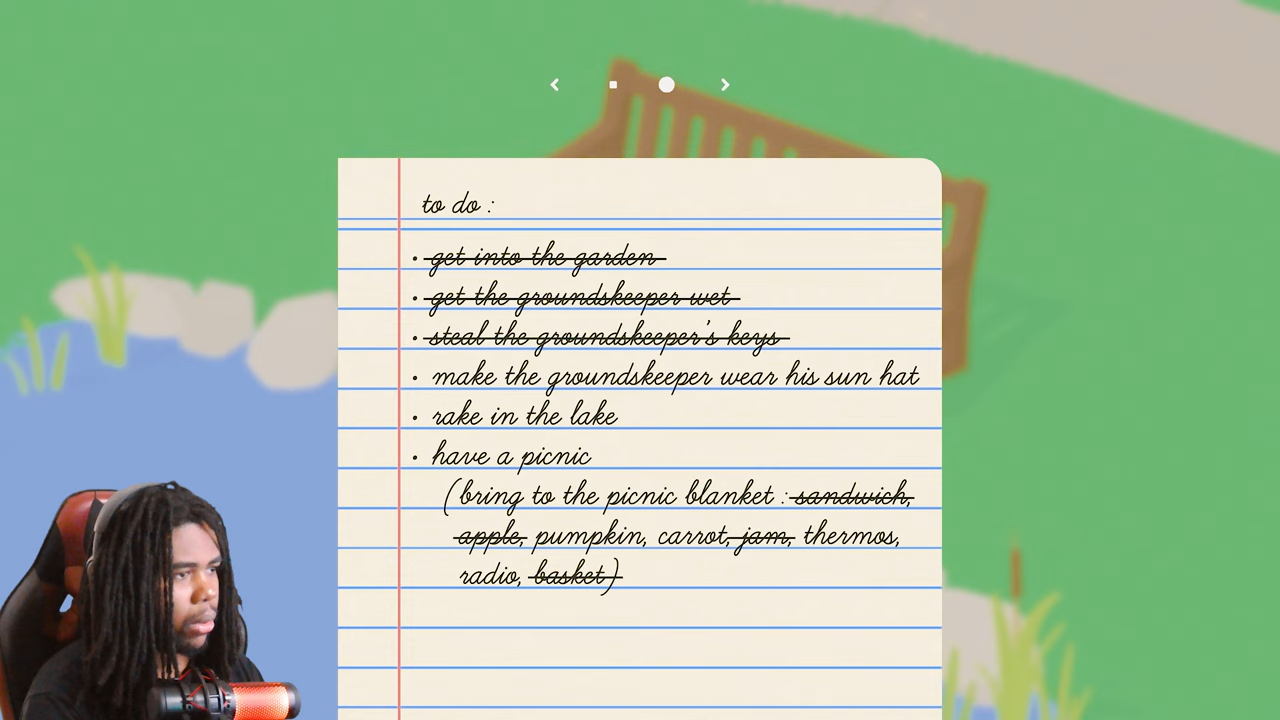 to do :
• get into the garden
• get the groundskeeper wet
• steal the groundskeeper's keys
• make the groundskeeper wear his sun hat
• rake in the lake
• have a picnic
(bring to the picnic blanket : sandwich,
apple, pumpkin, carrot, jam, thermos,
radio, basket)